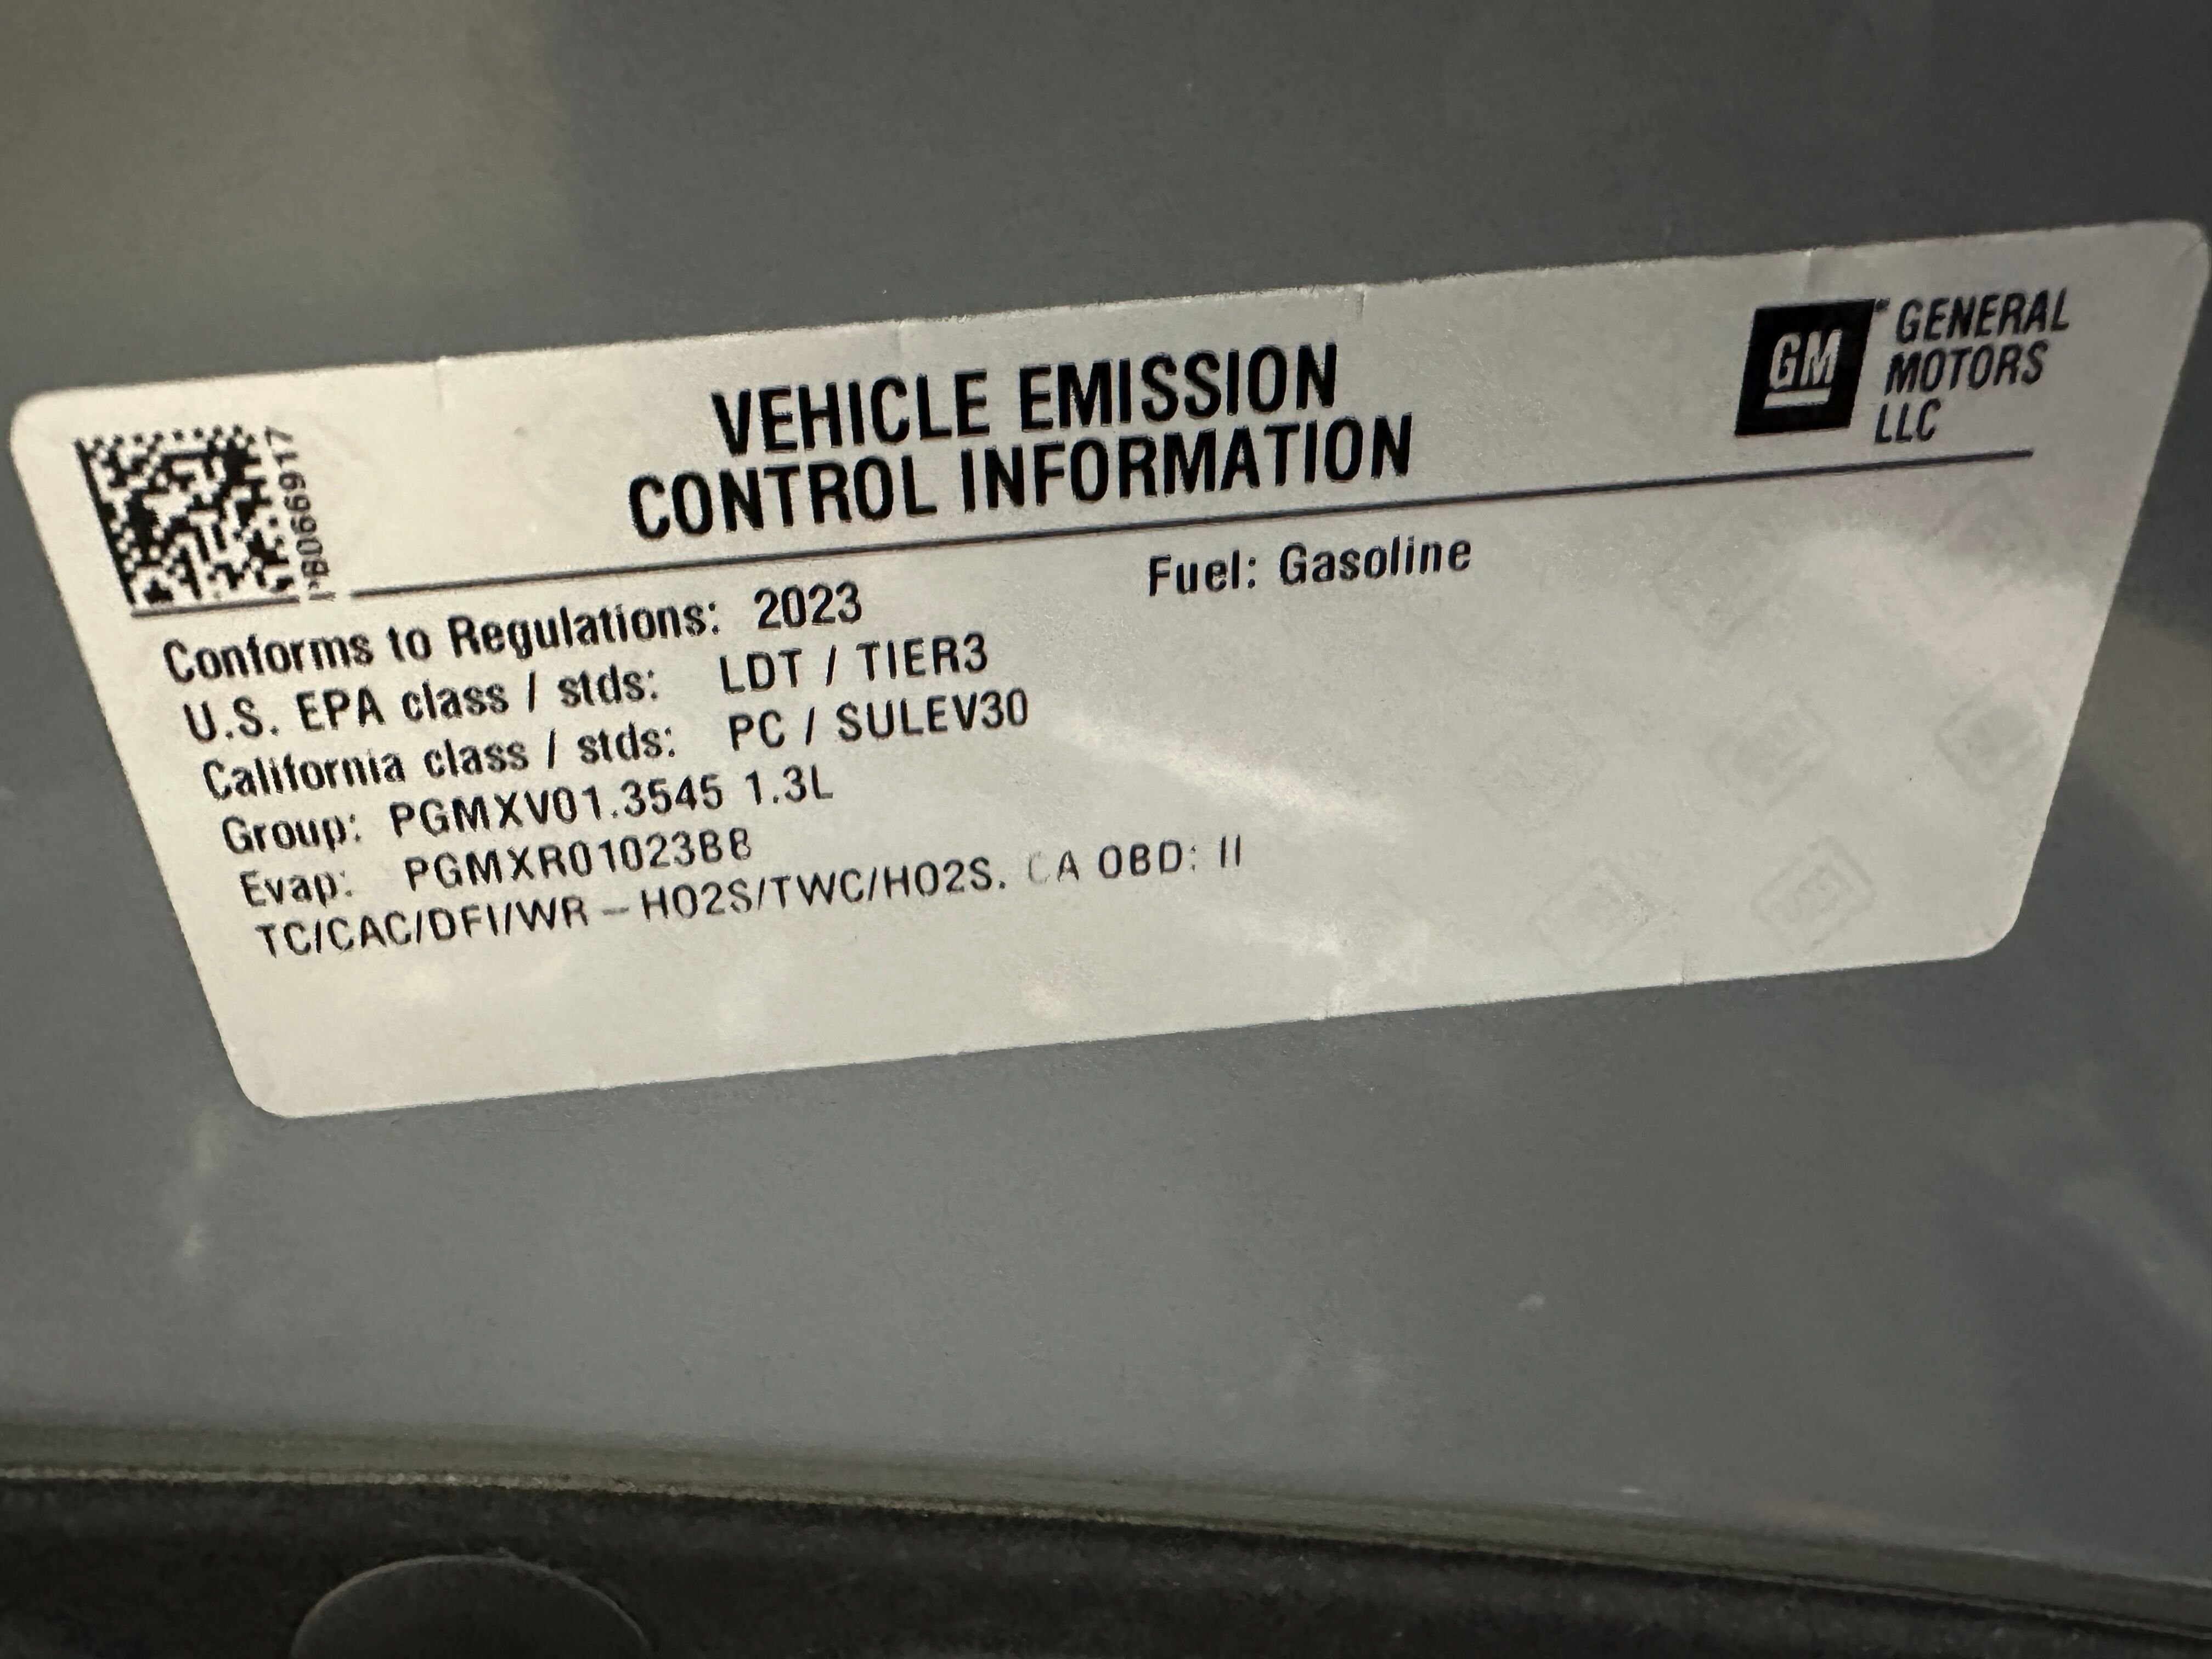 VEHICLE EMISSION
CONTROL INFORMATION
GM
GENERAL
MOTORS
LLC
Conforms to Regulations: 2023 Fuel: Gasoline
U.S. EPA class / stds: LDT / TIER3
California class / stds: PC / SULEV30
Group: PGMXV01.3545 1.3L
Evap: PGMXR01023BB
TC/CAC/DFI/WR – HO2S/TWC/HO2S. CA OBD: II